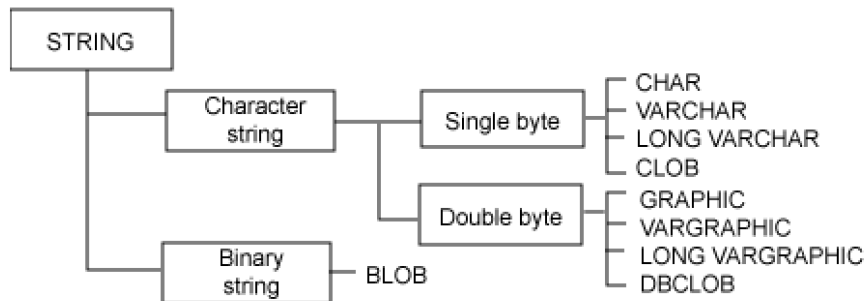 STRING
Character
string
Single byte
CHAR
VARCHAR
LONG VARCHAR
CLOB
Double byte
GRAPHIC
VARGRAPHIC
LONG VARGRAPHIC
DBCLOB
Binary
string
BLOB